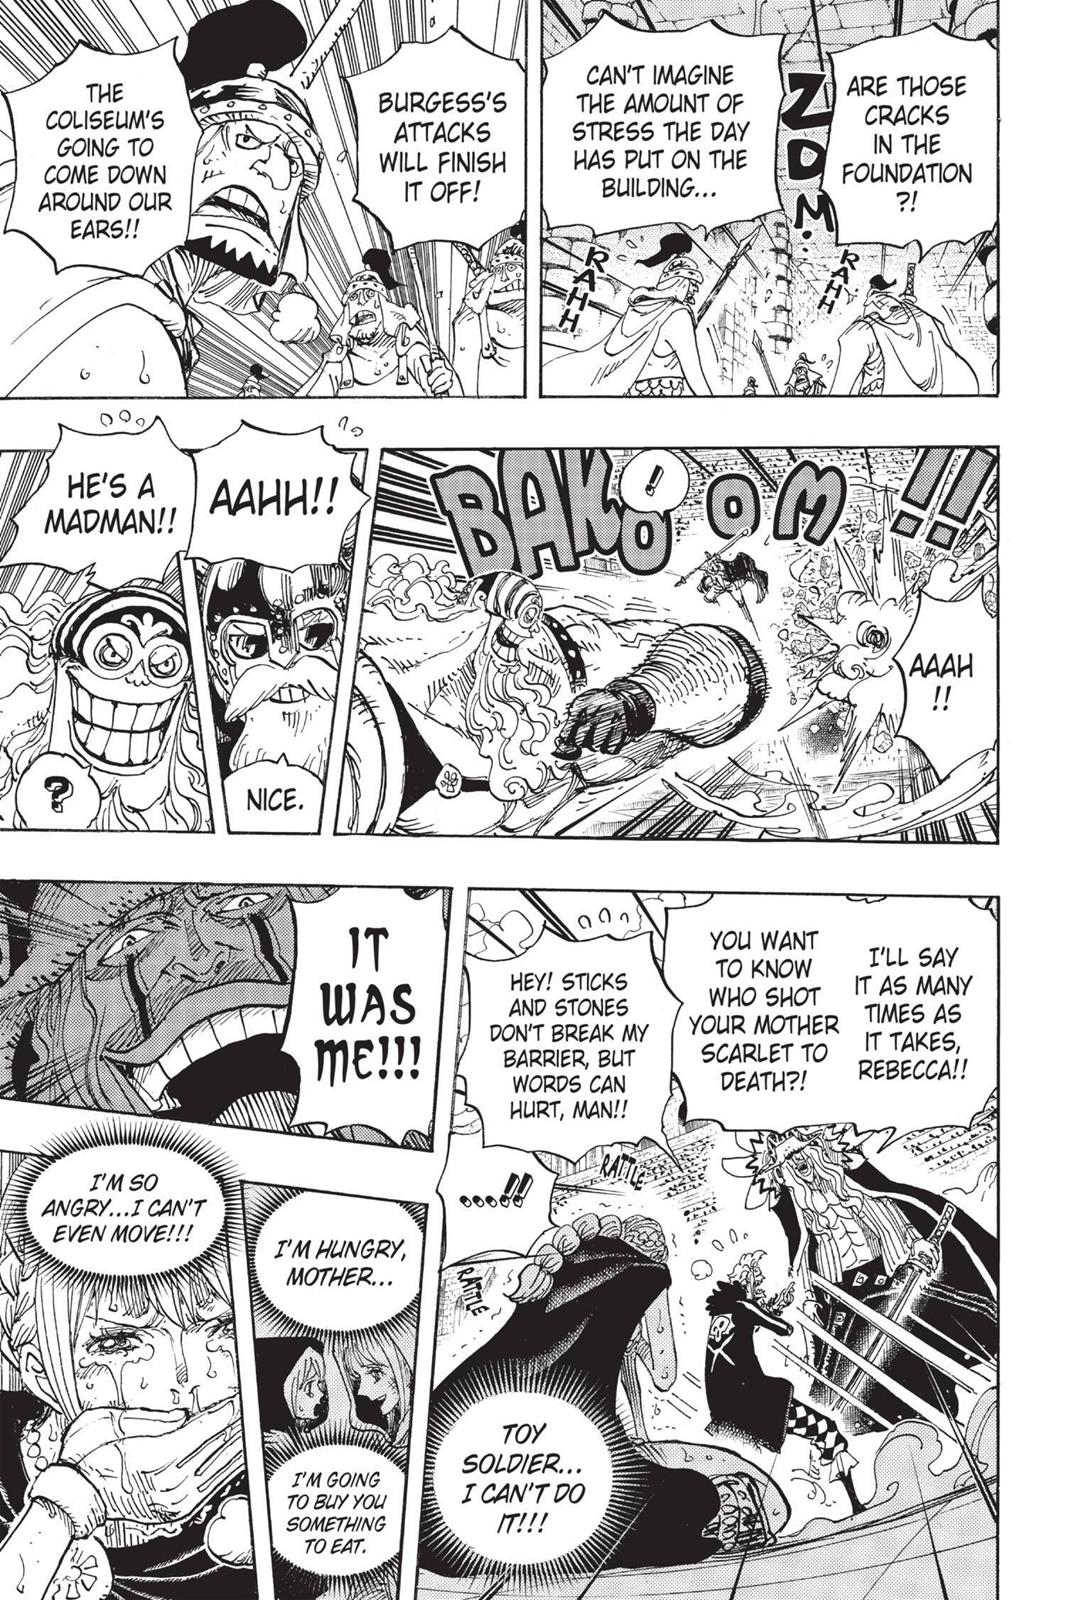 ARE THOSE
CRACKS
IN THE
FOUNDATION
?!
ZDM
RAHH
CAN'T IMAGINE
THE AMOUNT OF
STRESS THE DAY
HAS PUT ON THE
BUILDING...
RAHH
BURGESS'S
ATTACKS
WILL FINISH
IT OFF!
THE
COLISEUM'S
GOING TO
COME DOWN
AROUND OUR
EARS!!
BAKOOOM!!
!
AAAH
!!
AAHH!!
NICE.
HE'S A
MADMAN!!
?
I'LL SAY
IT AS MANY
TIMES AS
IT TAKES,
REBECCA!!
YOU WANT
TO KNOW
WHO SHOT
YOUR MOTHER
SCARLET TO
DEATH?!
HEY! STICKS
AND STONES
DON'T BREAK MY
BARRIER, BUT
WORDS CAN
HURT, MAN!!
RATTLE
....!!
RATTLE
TOY
SOLDIER...
I CAN'T DO
IT!!!
IT
WAS
ME!!!
I'M HUNGRY,
MOTHER...
I'M GOING
TO BUY YOU
SOMETHING
TO EAT.
I'M SO
ANGRY...I CAN'T
EVEN MOVE!!!